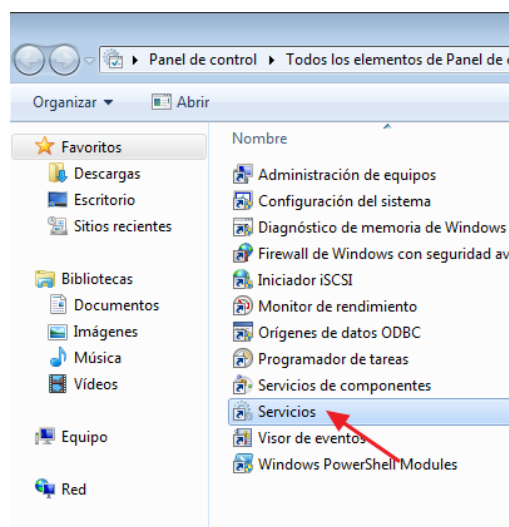 Panel de control ▸ Todos los elementos de Panel de
Organizar ▾ Abrir
Favoritos
Descargas
Escritorio
Sitios recientes
Bibliotecas
Documentos
Imágenes
Música
Vídeos
Equipo
Red
Nombre
Administración de equipos
Configuración del sistema
Diagnóstico de memoria de Windows
Firewall de Windows con seguridad av
Iniciador iSCSI
Monitor de rendimiento
Orígenes de datos ODBC
Programador de tareas
Servicios de componentes
Servicios
Visor de eventos
Windows PowerShell Modules